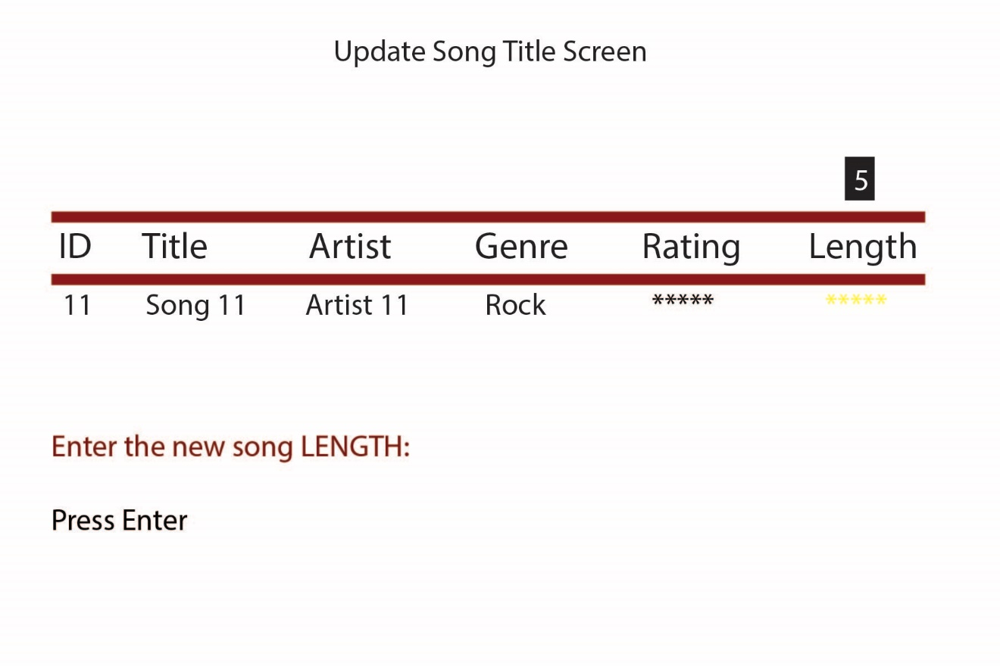 Update Song Title Screen
5
ID Title Artist Genre Rating Length
11 Song 11 Artist 11 Rock ***** *****
Enter the new song LENGTH:
Press Enter